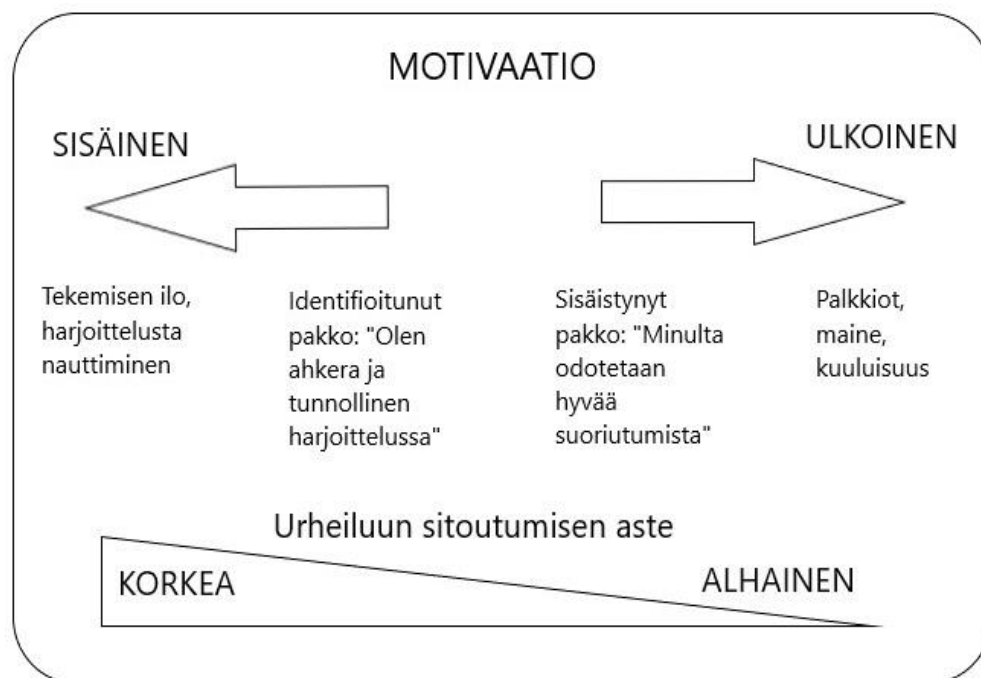 MOTIVAATIO
SISÄINEN
ULKOINEN
Tekemisen ilo,
harjoittelusta
nauttiminen
Identifioitunut
pakko: "Olen
ahkera ja
tunnollinen
harjoittelussa"
Sisäistynyt
pakko: "Minulta
odotetaan
hyvää
suoriutumista"
Palkkiot,
maine,
kuuluisuus
Urheiluun sitoutumisen aste
KORKEA
ALHAINEN